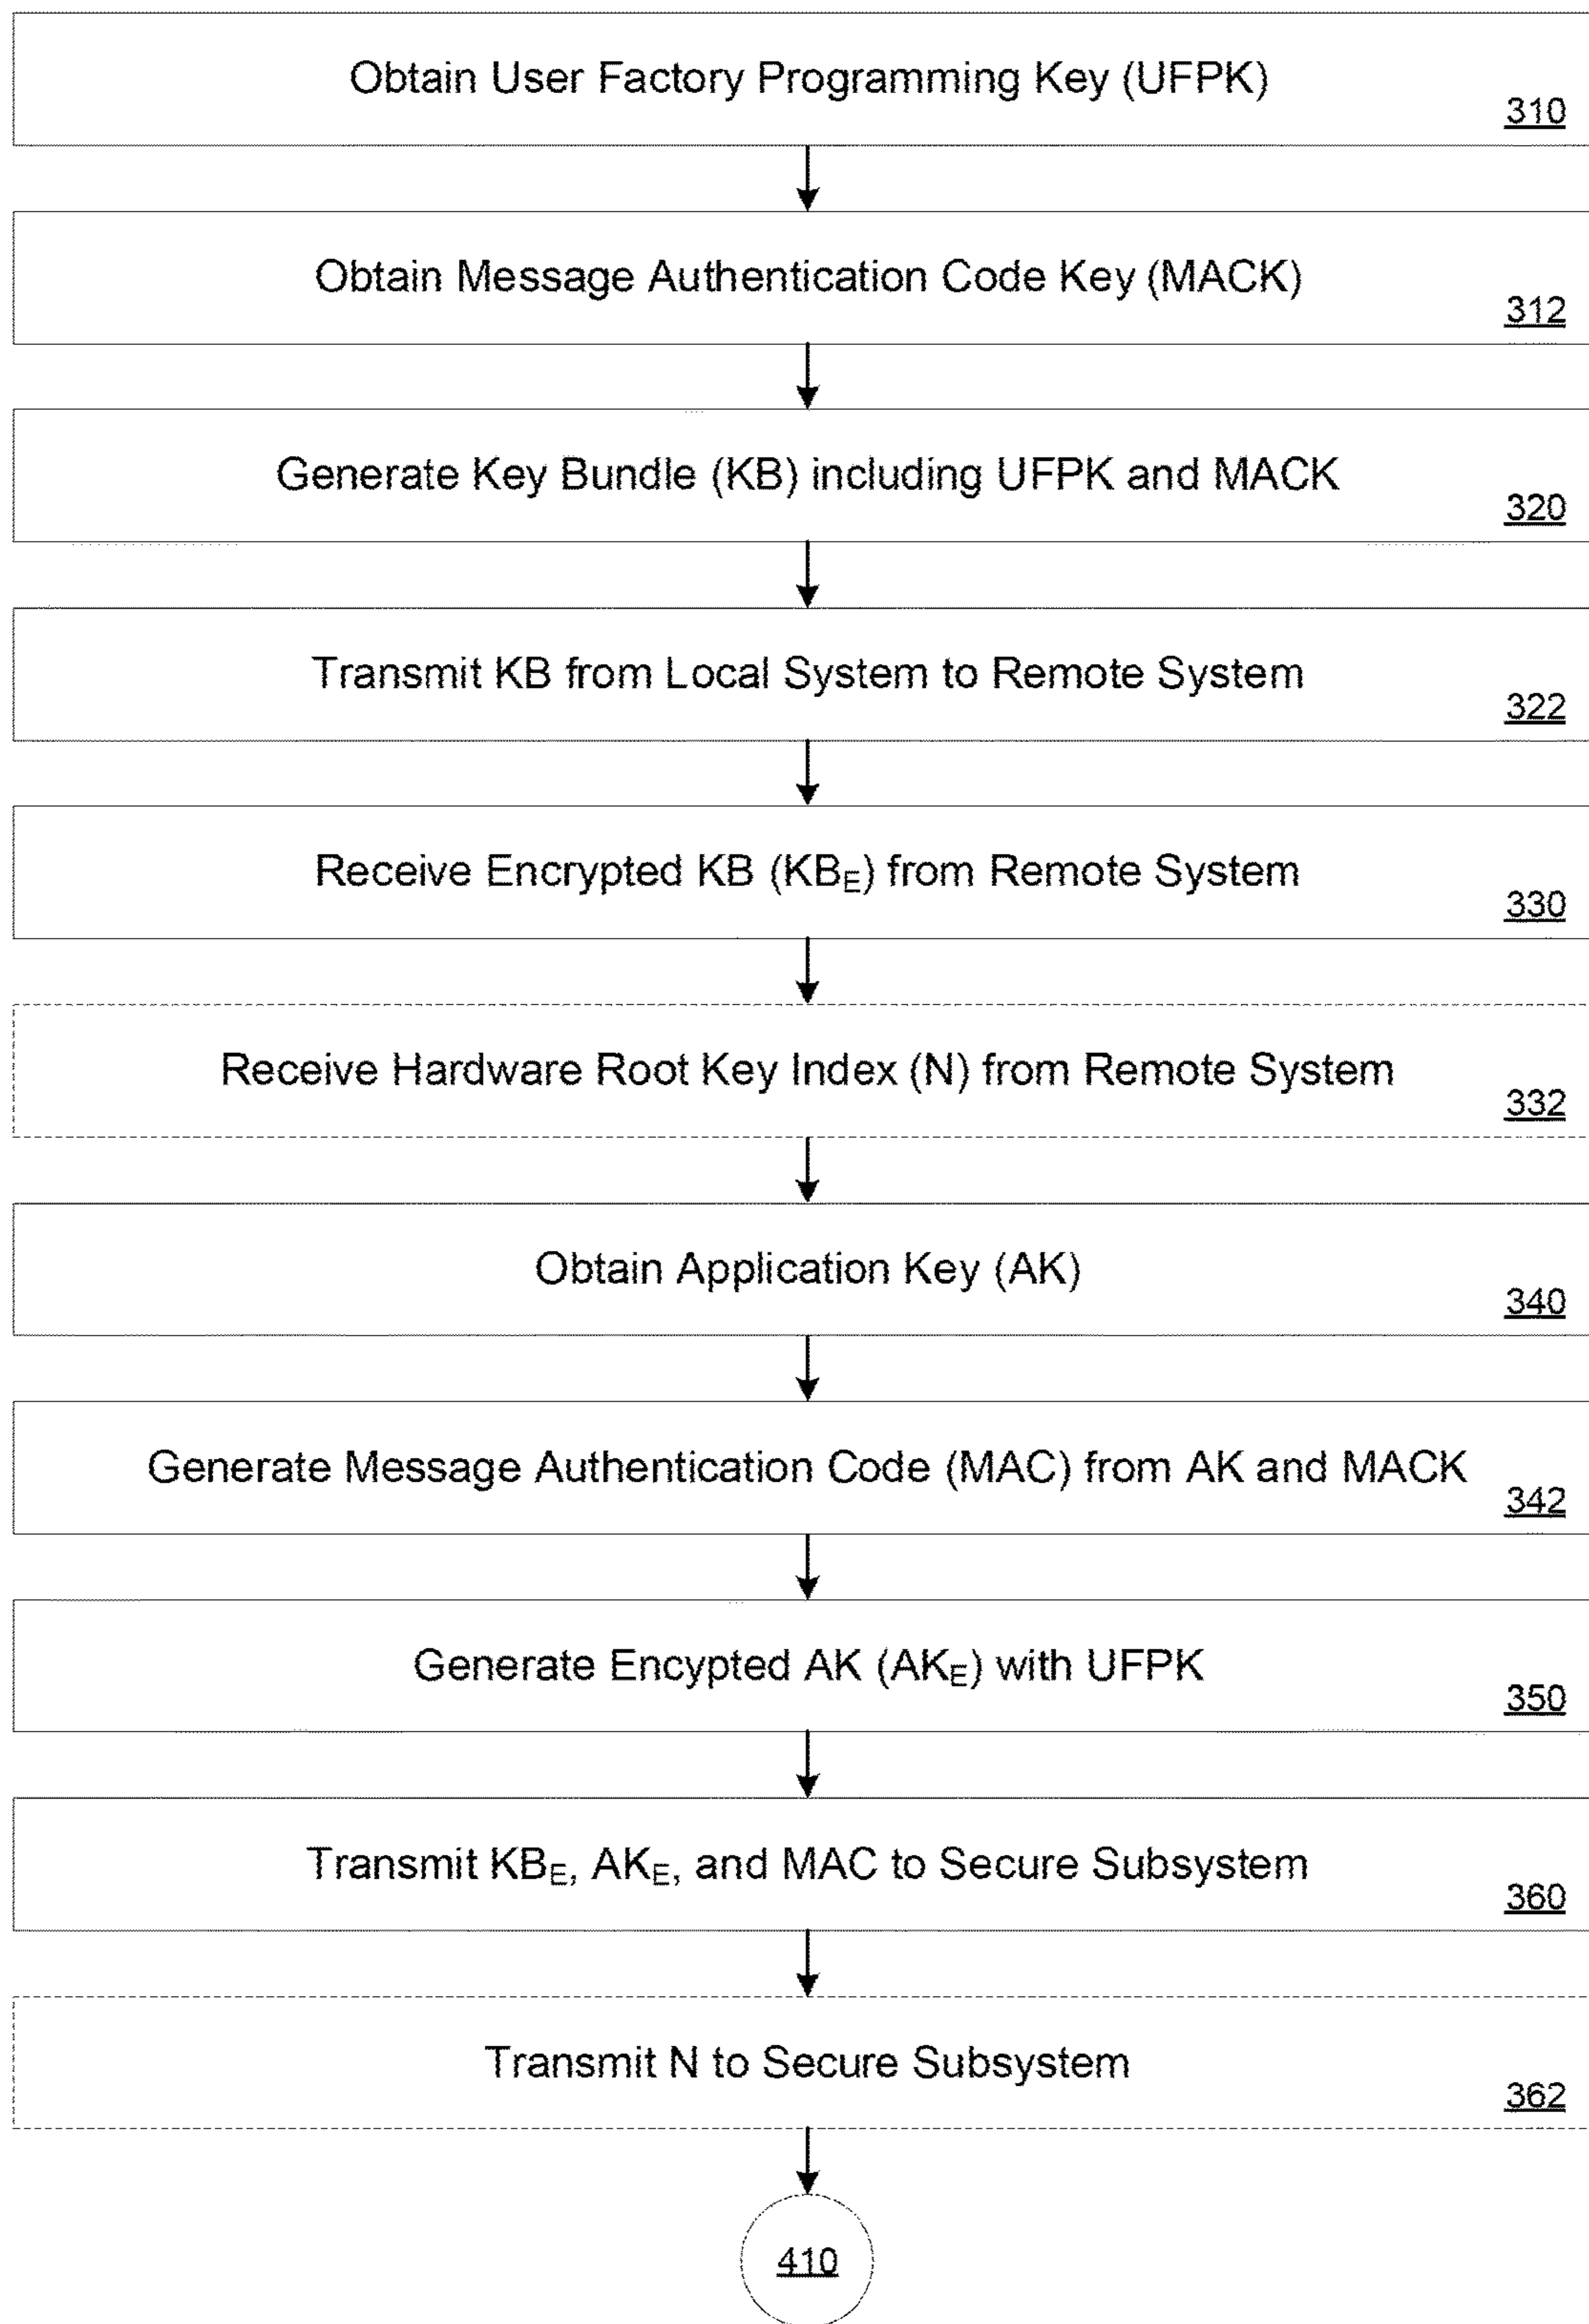 Obtain User Factory Programming Key (UFPK)
310
Obtain Message Authentication Code Key (MACK)
312
Generate Key Bundle (KB) including UFPK and MACK
320
Transmit KB from Local System to Remote System
322
Receive Encrypted KB (KBE) from Remote System
330
Receive Hardware Root Key Index (N) from Remote System
332
Obtain Application Key (AK)
340
Generate Message Authentication Code (MAC) from AK and MACK
342
Generate Encypted AK (AKE) with UFPK
350
Transmit KBE, AKE, and MAC to Secure Subsystem
360
Transmit N to Secure Subsystem
362
410